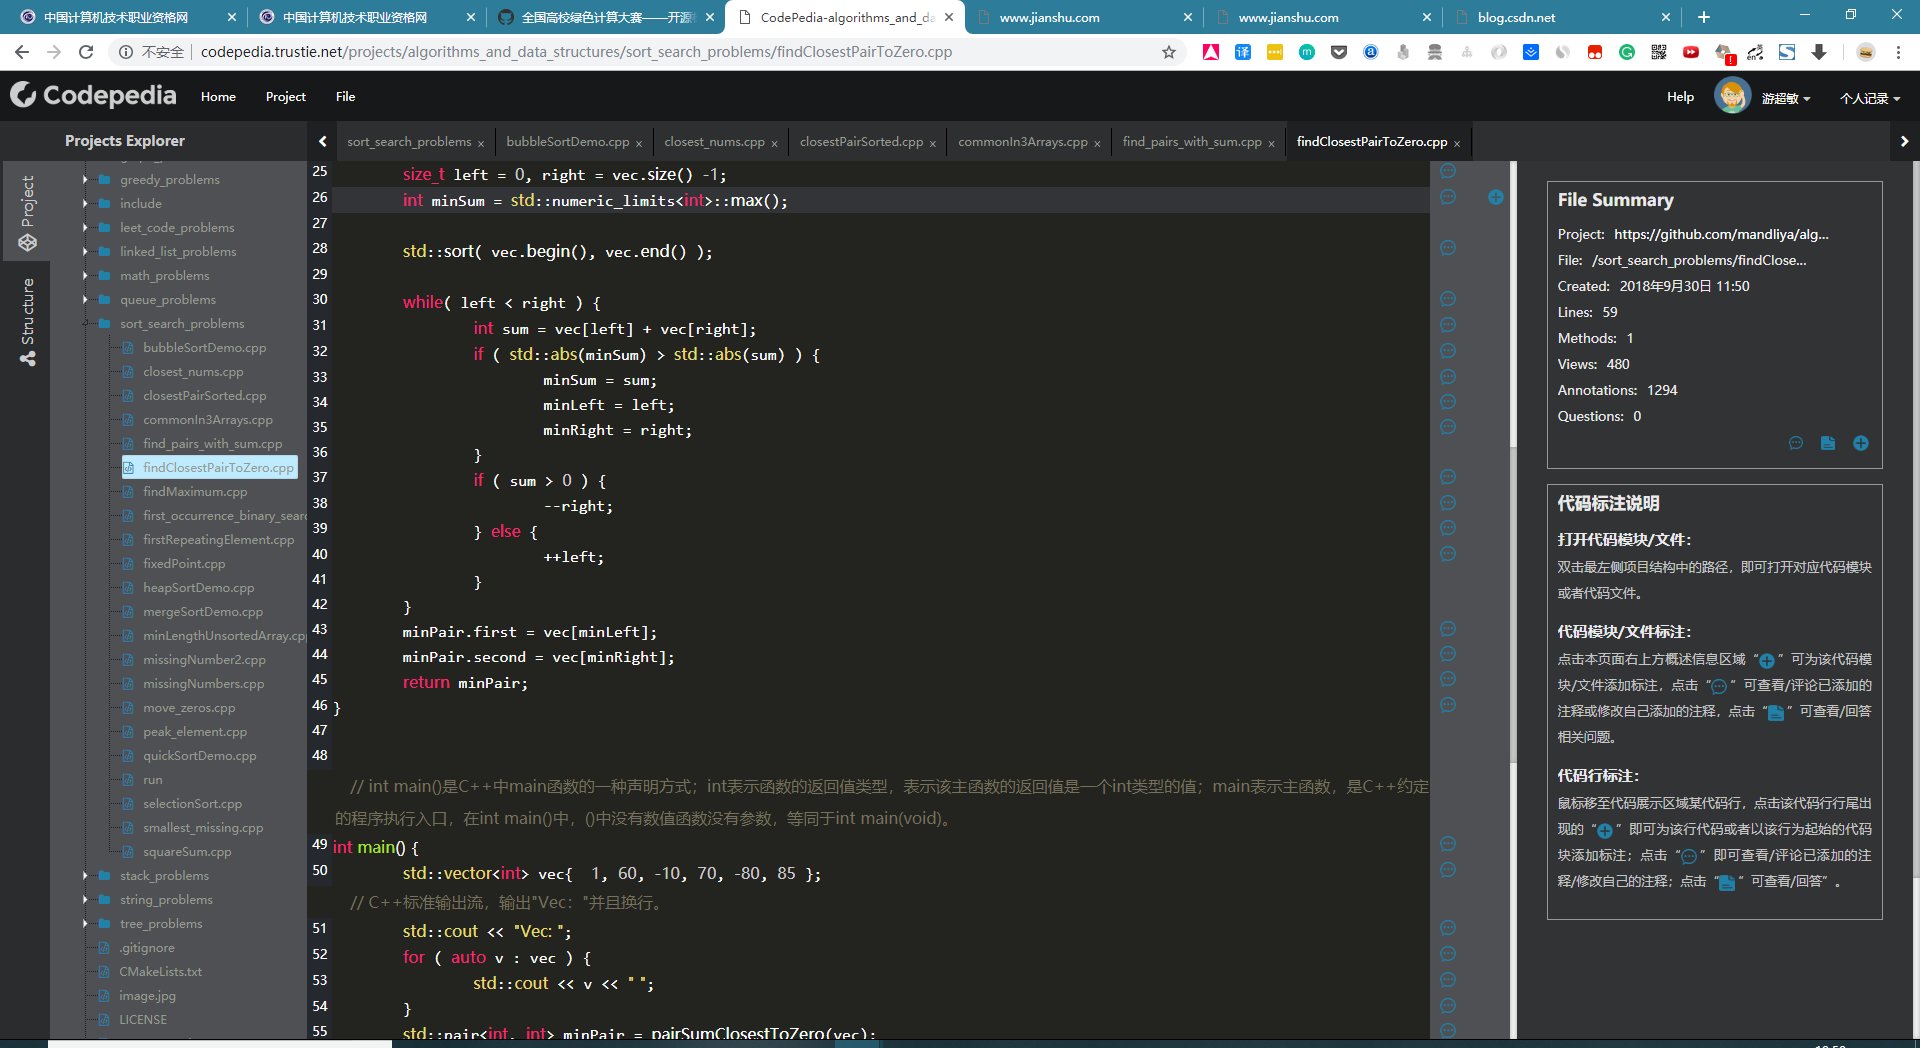 中国计算机技术职业资格网
中国计算机技术职业资格网
全国高校绿色计算大赛——开源
CodePedia-algorithms_and_da
www.jianshu.com
www.jianshu.com
blog.csdn.net
不安全
codepedia.trustie.net/projects/algorithms_and_data_structures/sort_search_problems/findClosestPairToZero.cpp
Codepedia
Home
Project
File
Help
游超敏
个人记录
Projects Explorer
sort_search_problems ×
bubbleSortDemo.cpp ×
closest_nums.cpp ×
closestPairSorted.cpp ×
commonIn3Arrays.cpp ×
find_pairs_with_sum.cpp ×
findClosestPairToZero.cpp ×
Project
Structure
greedy_problems
include
leet_code_problems
linked_list_problems
math_problems
queue_problems
sort_search_problems
bubbleSortDemo.cpp
closest_nums.cpp
closestPairSorted.cpp
commonIn3Arrays.cpp
find_pairs_with_sum.cpp
findClosestPairToZero.cpp
findMaximum.cpp
first_occurrence_binary_searc
firstRepeatingElement.cpp
fixedPoint.cpp
heapSortDemo.cpp
mergeSortDemo.cpp
minLengthUnsortedArray.cpp
missingNumber2.cpp
missingNumbers.cpp
move_zeros.cpp
peak_element.cpp
quickSortDemo.cpp
run
selectionSort.cpp
smallest_missing.cpp
squareSum.cpp
stack_problems
string_problems
tree_problems
.gitignore
CMakeLists.txt
image.jpg
LICENSE
25 size_t left = 0, right = vec.size() -1;
26 int minSum = std::numeric_limits<int>::max();
27
28 std::sort( vec.begin(), vec.end() );
29
30 while( left < right ) {
31 int sum = vec[left] + vec[right];
32 if ( std::abs(minSum) > std::abs(sum) ) {
33 minSum = sum;
34 minLeft = left;
35 minRight = right;
36 }
37 if ( sum > 0 ) {
38 --right;
39 } else {
40 ++left;
41 }
42 }
43 minPair.first = vec[minLeft];
44 minPair.second = vec[minRight];
45 return minPair;
46 }
47
48
// int main()是C++中main函数的一种声明方式；int表示函数的返回值类型，表示该主函数的返回值是一个int类型的值；main表示主函数，是C++约定
的程序执行入口，在int main()中，()中没有数值函数没有参数，等同于int main(void)。
49 int main() {
50 std::vector<int> vec{ 1, 60, -10, 70, -80, 85 };
// C++标准输出流，输出"Vec："并且换行。
51 std::cout << "Vec: ";
52 for ( auto v : vec ) {
53 std::cout << v << " ";
54 }
55 std::pair<int, int> minPair = pairSumClosestToZero(vec);
File Summary
Project: https://github.com/mandliya/alg...
File: /sort_search_problems/findClose...
Created: 2018年9月30日 11:50
Lines: 59
Methods: 1
Views: 480
Annotations: 1294
Questions: 0
代码标注说明
打开代码模块/文件：
双击最左侧项目结构中的路径，即可打开对应代码模块
或者代码文件。
代码模块/文件标注：
点击本页面右上方概述信息区域“ ”可为该代码模
块/文件添加标注，点击“ ”可查看/评论已添加的
注释或修改自己添加的注释，点击“ ”可查看/回答
相关问题。
代码行标注：
鼠标移至代码展示区域某代码行，点击该代码行行尾出
现的“ ”即可为该行代码或者以该行为起始的代码
块添加标注；点击“ ”即可查看/评论已添加的注
释/修改自己的注释；点击“ ”可查看/回答”。